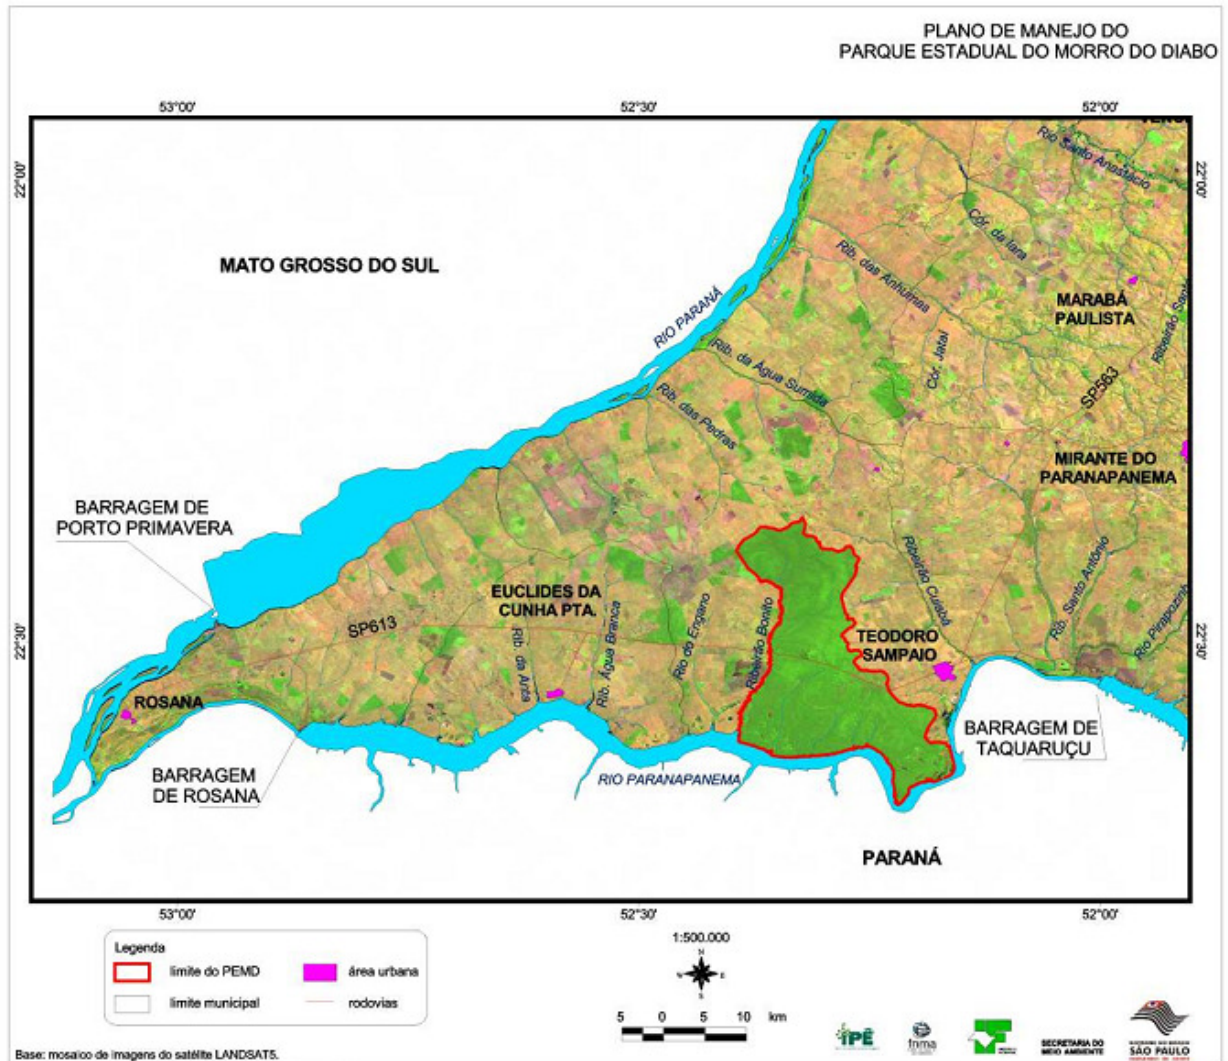 PLANO DE MANEJO DO
PARQUE ESTADUAL DO MORRO DO DIABO
53°00'
52°30'
52°00'
22°00'
22°00'
Rio Santo Anastácio
Cór. da Iara
Rib. das Anhumas
MATO GROSSO DO SUL
MARABÁ
PAULISTA
RIO PARANÁ
Rib. da Água Sumida
Cór. Jataí
SP563
Rib. das Pedras
MIRANTE DO
PARANAPANEMA
BARRAGEM DE
PORTO PRIMAVERA
Ribeirão Cuiabá
Rib. Santo Antônio
EUCLIDES DA
CUNHA PTA.
SP613
Rib. da Anta
Rib. Água Branca
Rio do Engano
Ribeirão Bonito
22°30'
22°30'
TEODORO
SAMPAIO
ROSANA
BARRAGEM DE
TAQUARUÇU
BARRAGEM
DE ROSANA
RIO PARANAPANEMA
PARANÁ
53°00'
52°30'
52°00'
Legenda
limite do PEMD
área urbana
limite municipal
rodovias
1:500.000
N
W
E
S
5 0 5 10 km
IPÊ
fnma
SECRETARIA DO
MEIO AMBIENTE
SÃO PAULO
Base: mosaico de imagens do satélite LANDSAT5.